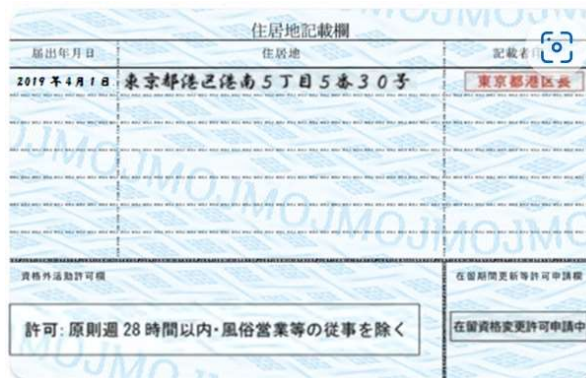 住居地記載欄
届出年月日 住居地 記載者印
2019年4月1日 東京都港区港南5丁目5番30号 東京都港区長
MOJMOJMOJMOJMOJ
資格外活動許可欄 在留期間更新等許可申請欄
許可:原則週28時間以内・風俗営業等の従事を除く
在留資格変更許可申請中